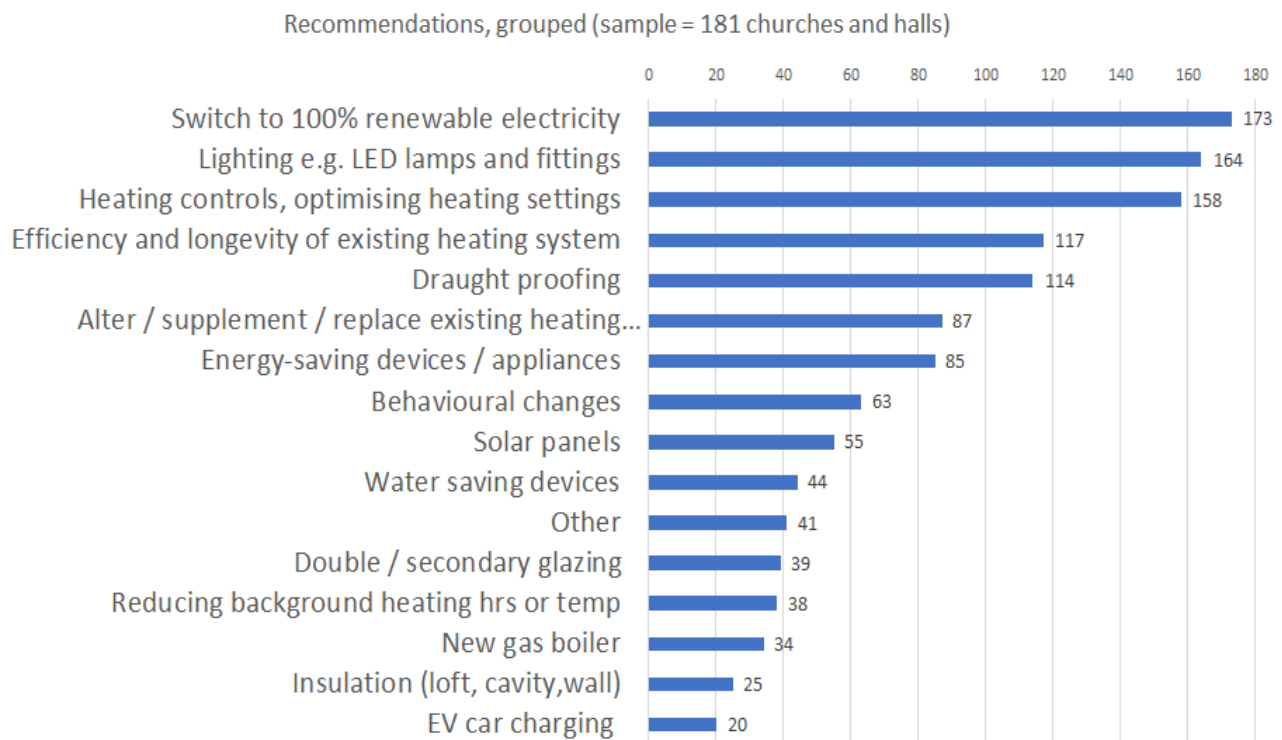 Recommendations, grouped (sample = 181 churches and halls)
0 20 40 60 80 100 120 140 160 180
Switch to 100% renewable electricity 173
Lighting e.g. LED lamps and fittings 164
Heating controls, optimising heating settings 158
Efficiency and longevity of existing heating system 117
Draught proofing 114
Alter / supplement / replace existing heating... 87
Energy-saving devices / appliances 85
Behavioural changes 63
Solar panels 55
Water saving devices 44
Other 41
Double / secondary glazing 39
Reducing background heating hrs or temp 38
New gas boiler 34
Insulation (loft, cavity,wall) 25
EV car charging 20